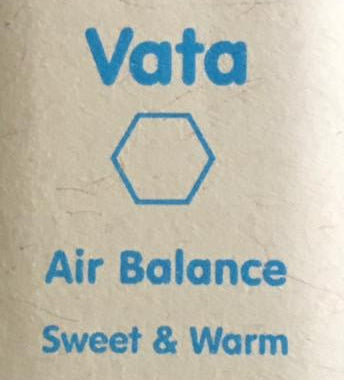 Vata
Air Balance
Sweet & Warm